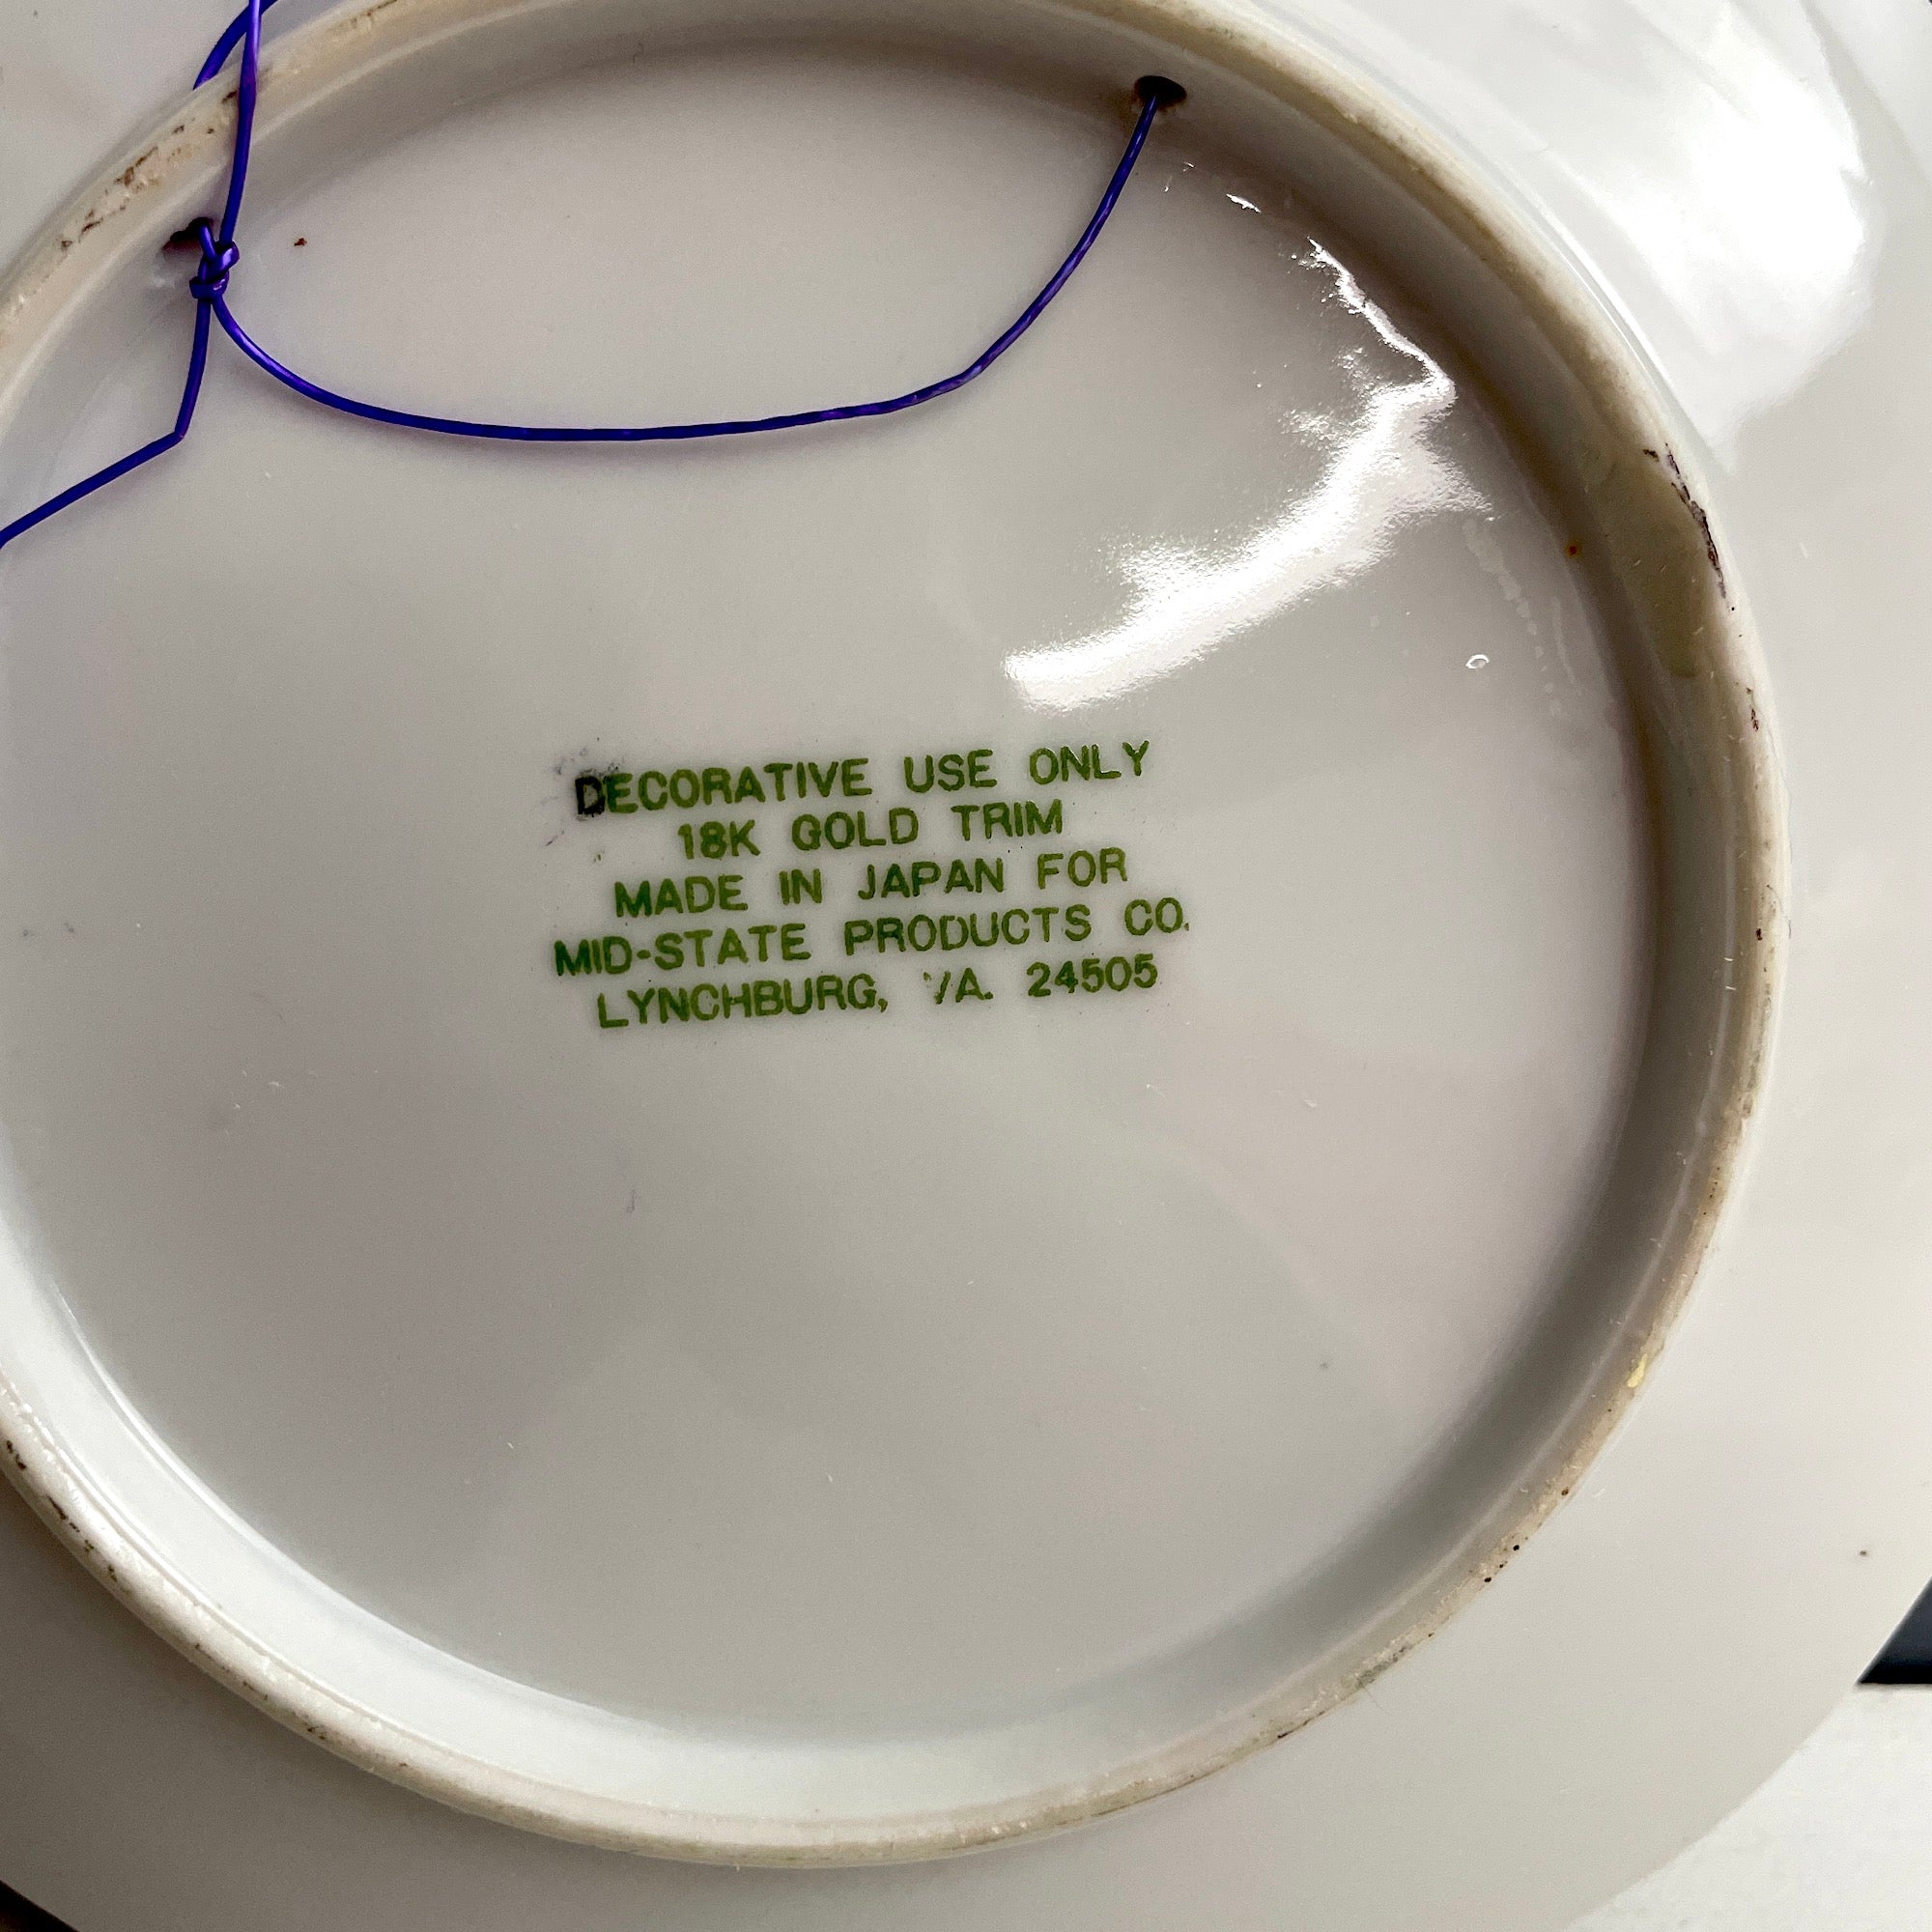 DECORATIVE USE ONLY
18K GOLD TRIM
MADE IN JAPAN FOR
MID-STATE PRODUCTS CO.
LYNCHBURG, VA. 24505